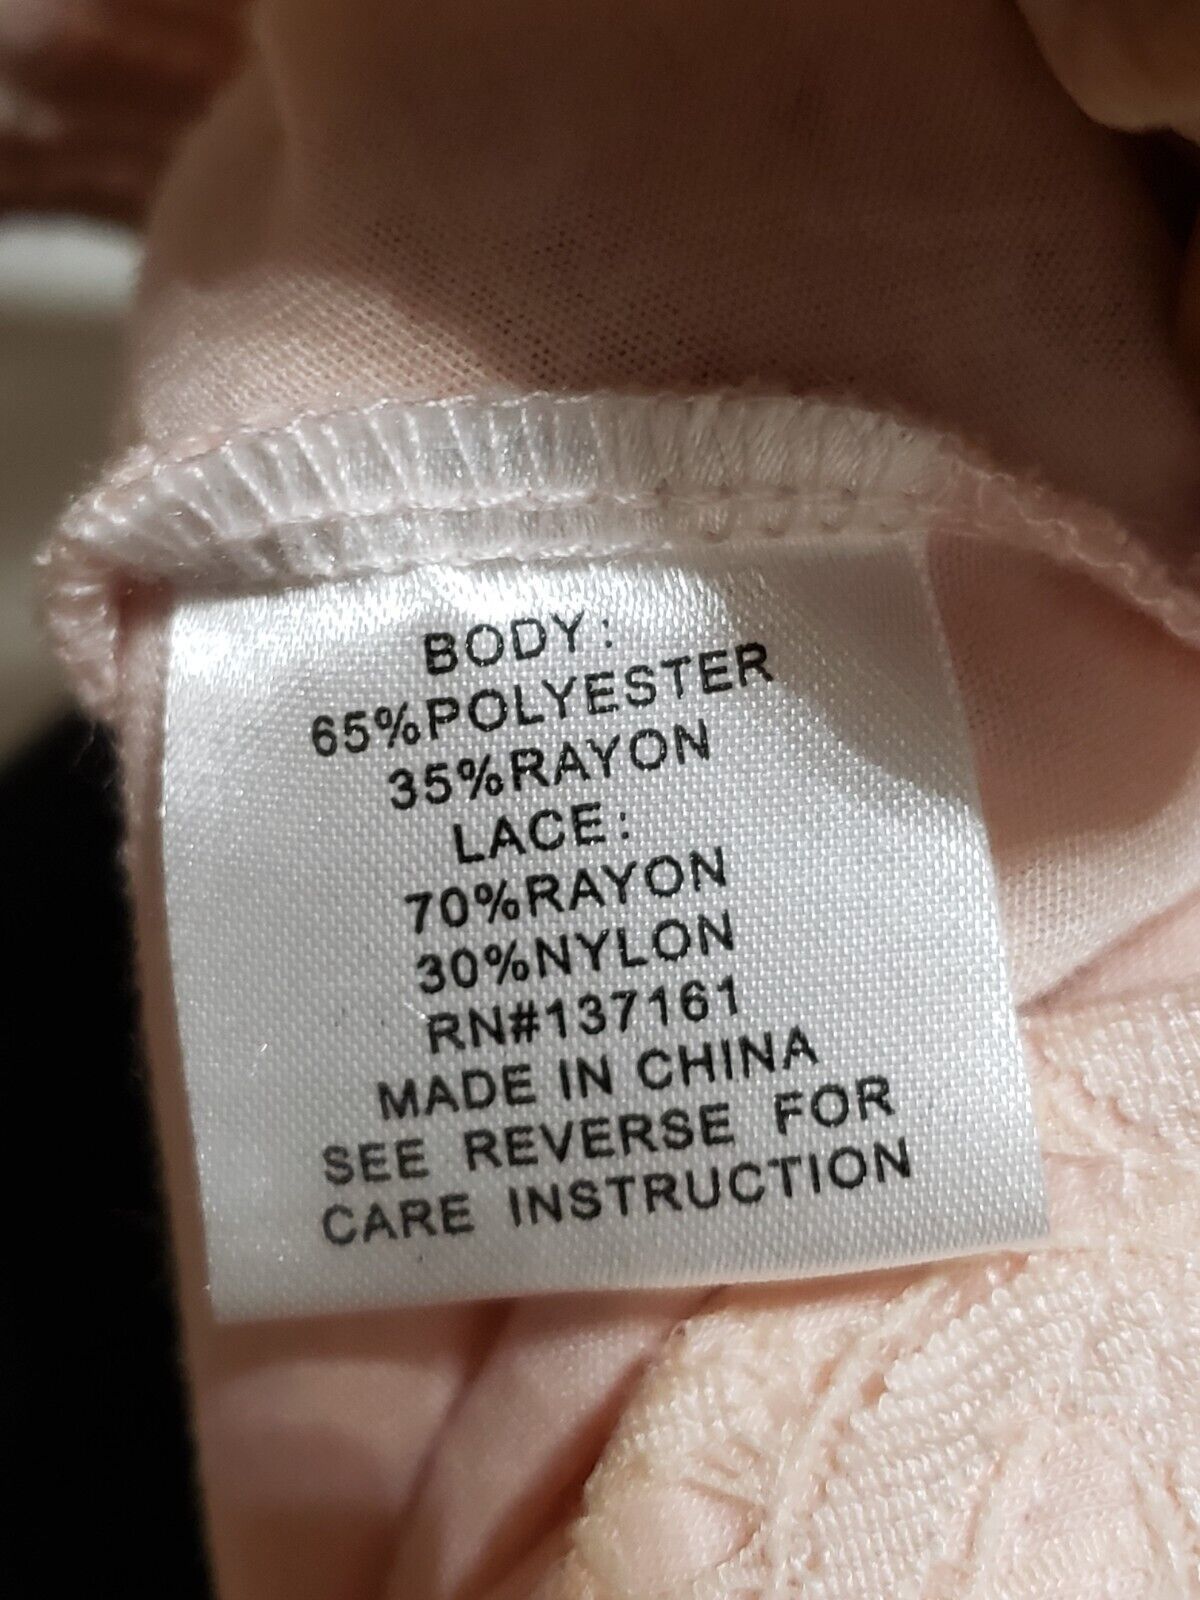 BODY:
65%POLYESTER
35%RAYON
LACE:
70%RAYON
30%NYLON
RN#137161
MADE IN CHINA
SEE REVERSE FOR
CARE INSTRUCTION